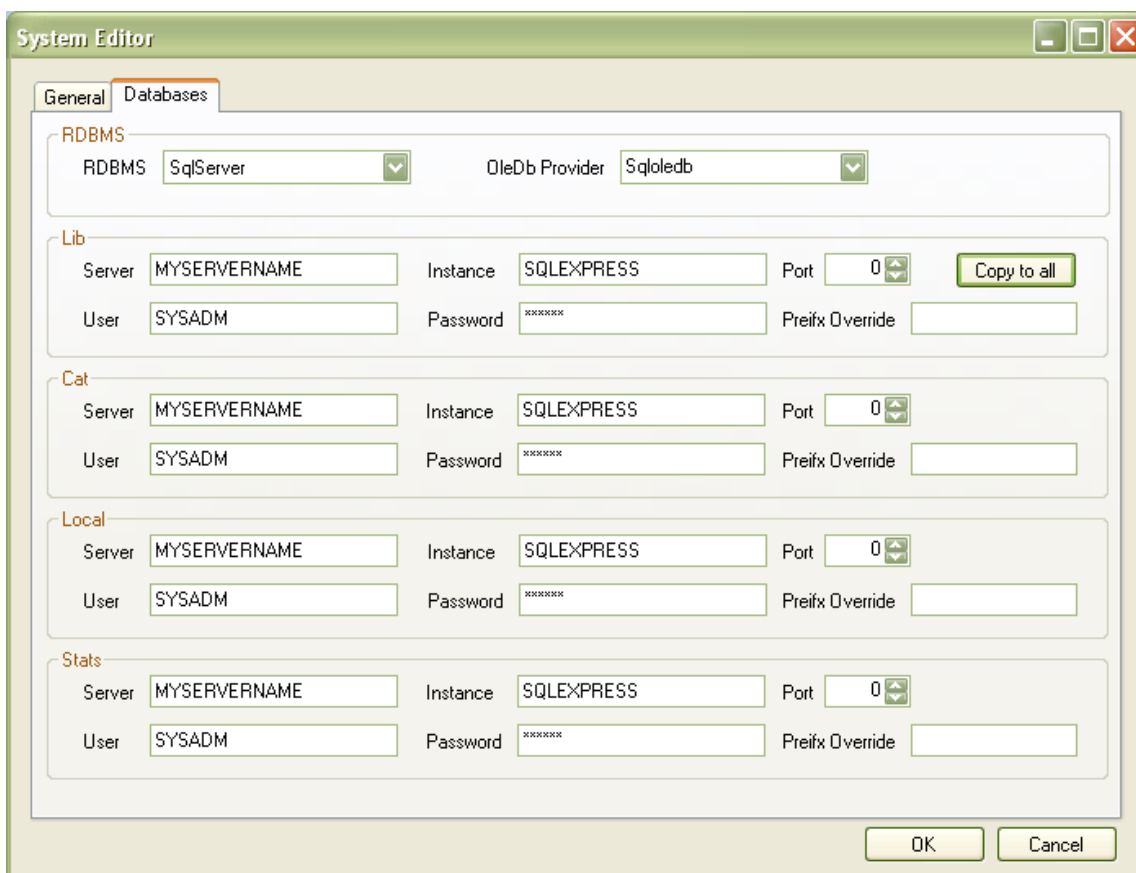 System Editor
General Databases
RDBMS
RDBMS SqlServer OleDb Provider Sqloledb
Lib
Server MYSERVERNAME Instance SQLEXPRESS Port 0 Copy to all
User SYSADM Password ****** Preifx Override
Cat
Server MYSERVERNAME Instance SQLEXPRESS Port 0
User SYSADM Password ****** Preifx Override
Local
Server MYSERVERNAME Instance SQLEXPRESS Port 0
User SYSADM Password ****** Preifx Override
Stats
Server MYSERVERNAME Instance SQLEXPRESS Port 0
User SYSADM Password ****** Preifx Override
OK Cancel